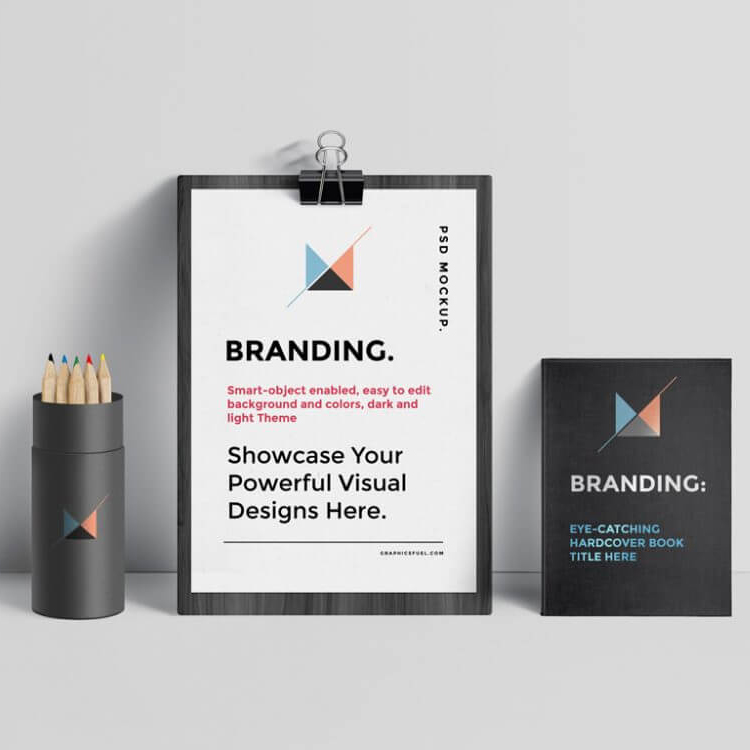 PSD MOCKUP.
BRANDING.
Smart-object enabled, easy to edit
background and colors, dark and
light Theme
Showcase Your
Powerful Visual
Designs Here.
GRAPHICSFUEL.COM
BRANDING:
EYE-CATCHING
HARDCOVER BOOK
TITLE HERE